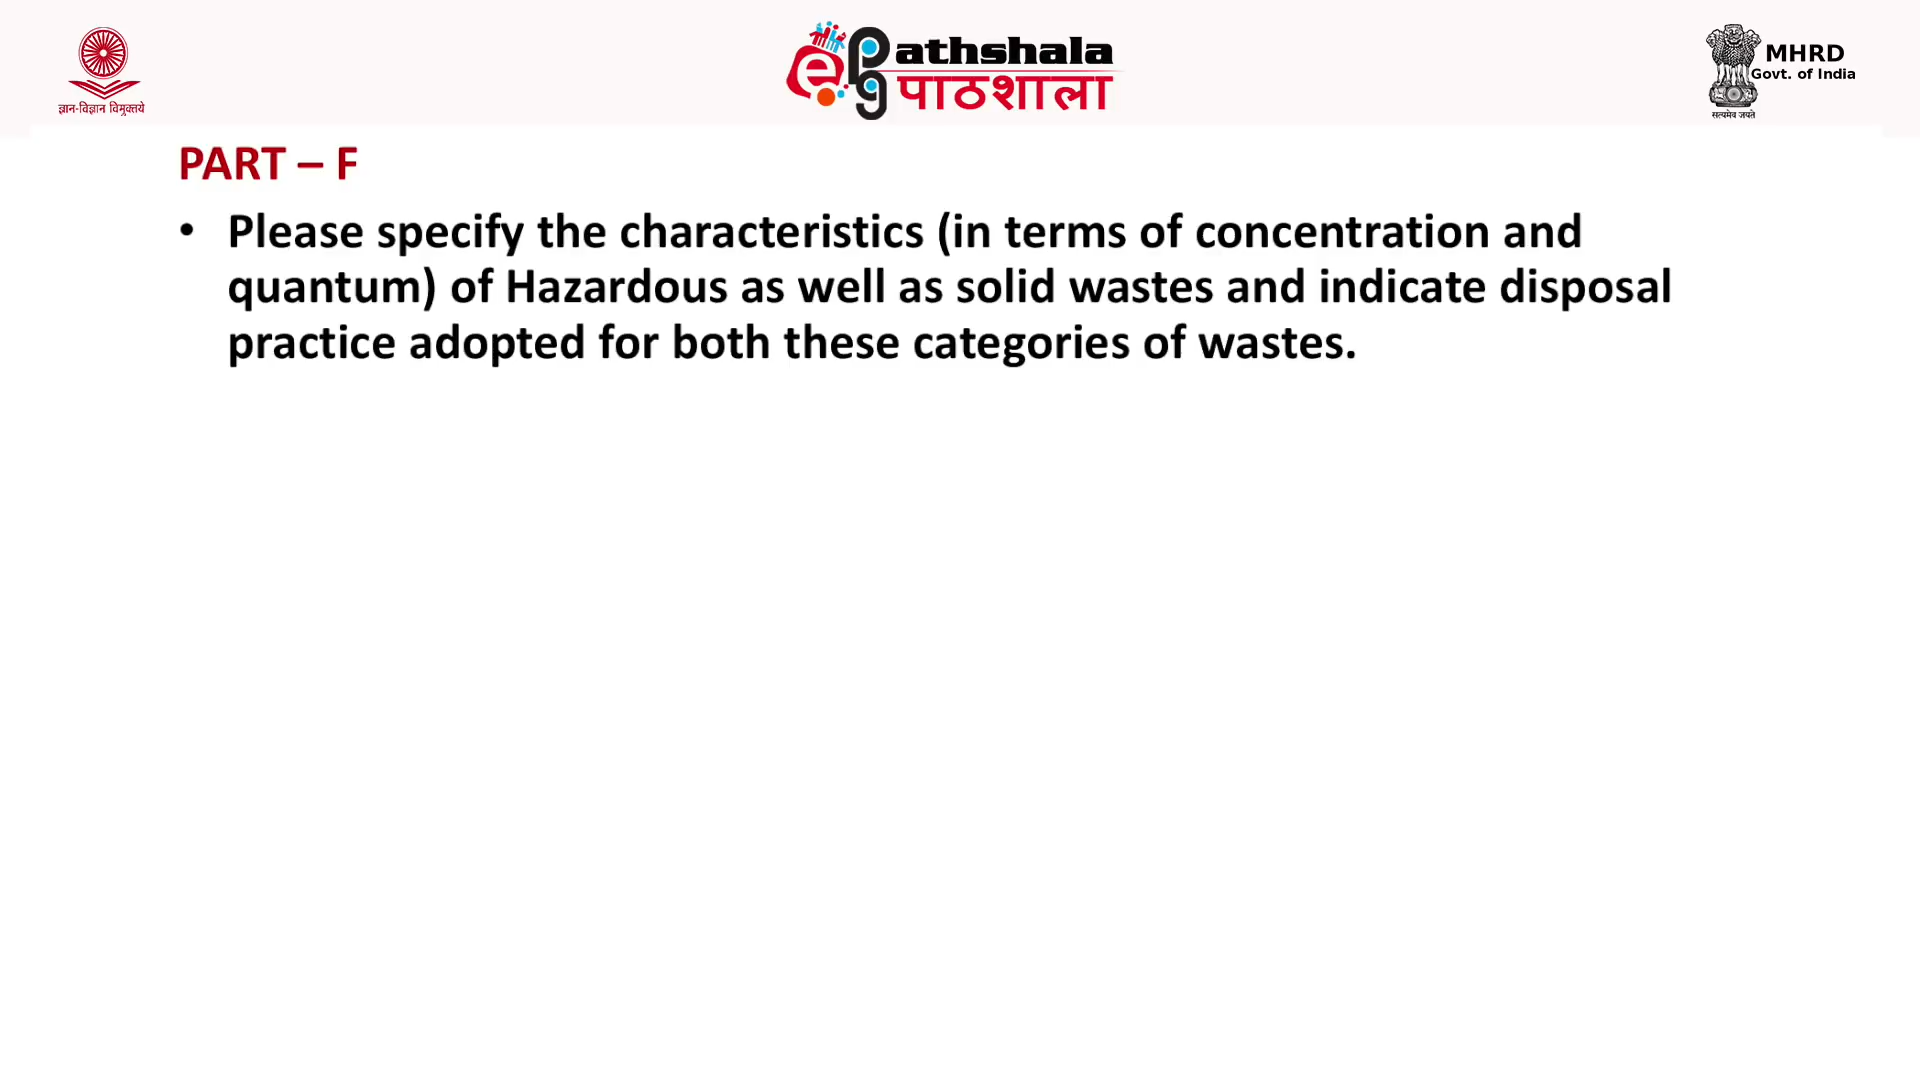 ज्ञान-विज्ञान विमुक्तये
ePgathshala
पाठशाला
MHRD
Govt. of India
सत्यमेव जयते
PART – F
• Please specify the characteristics (in terms of concentration and
quantum) of Hazardous as well as solid wastes and indicate disposal
practice adopted for both these categories of wastes.